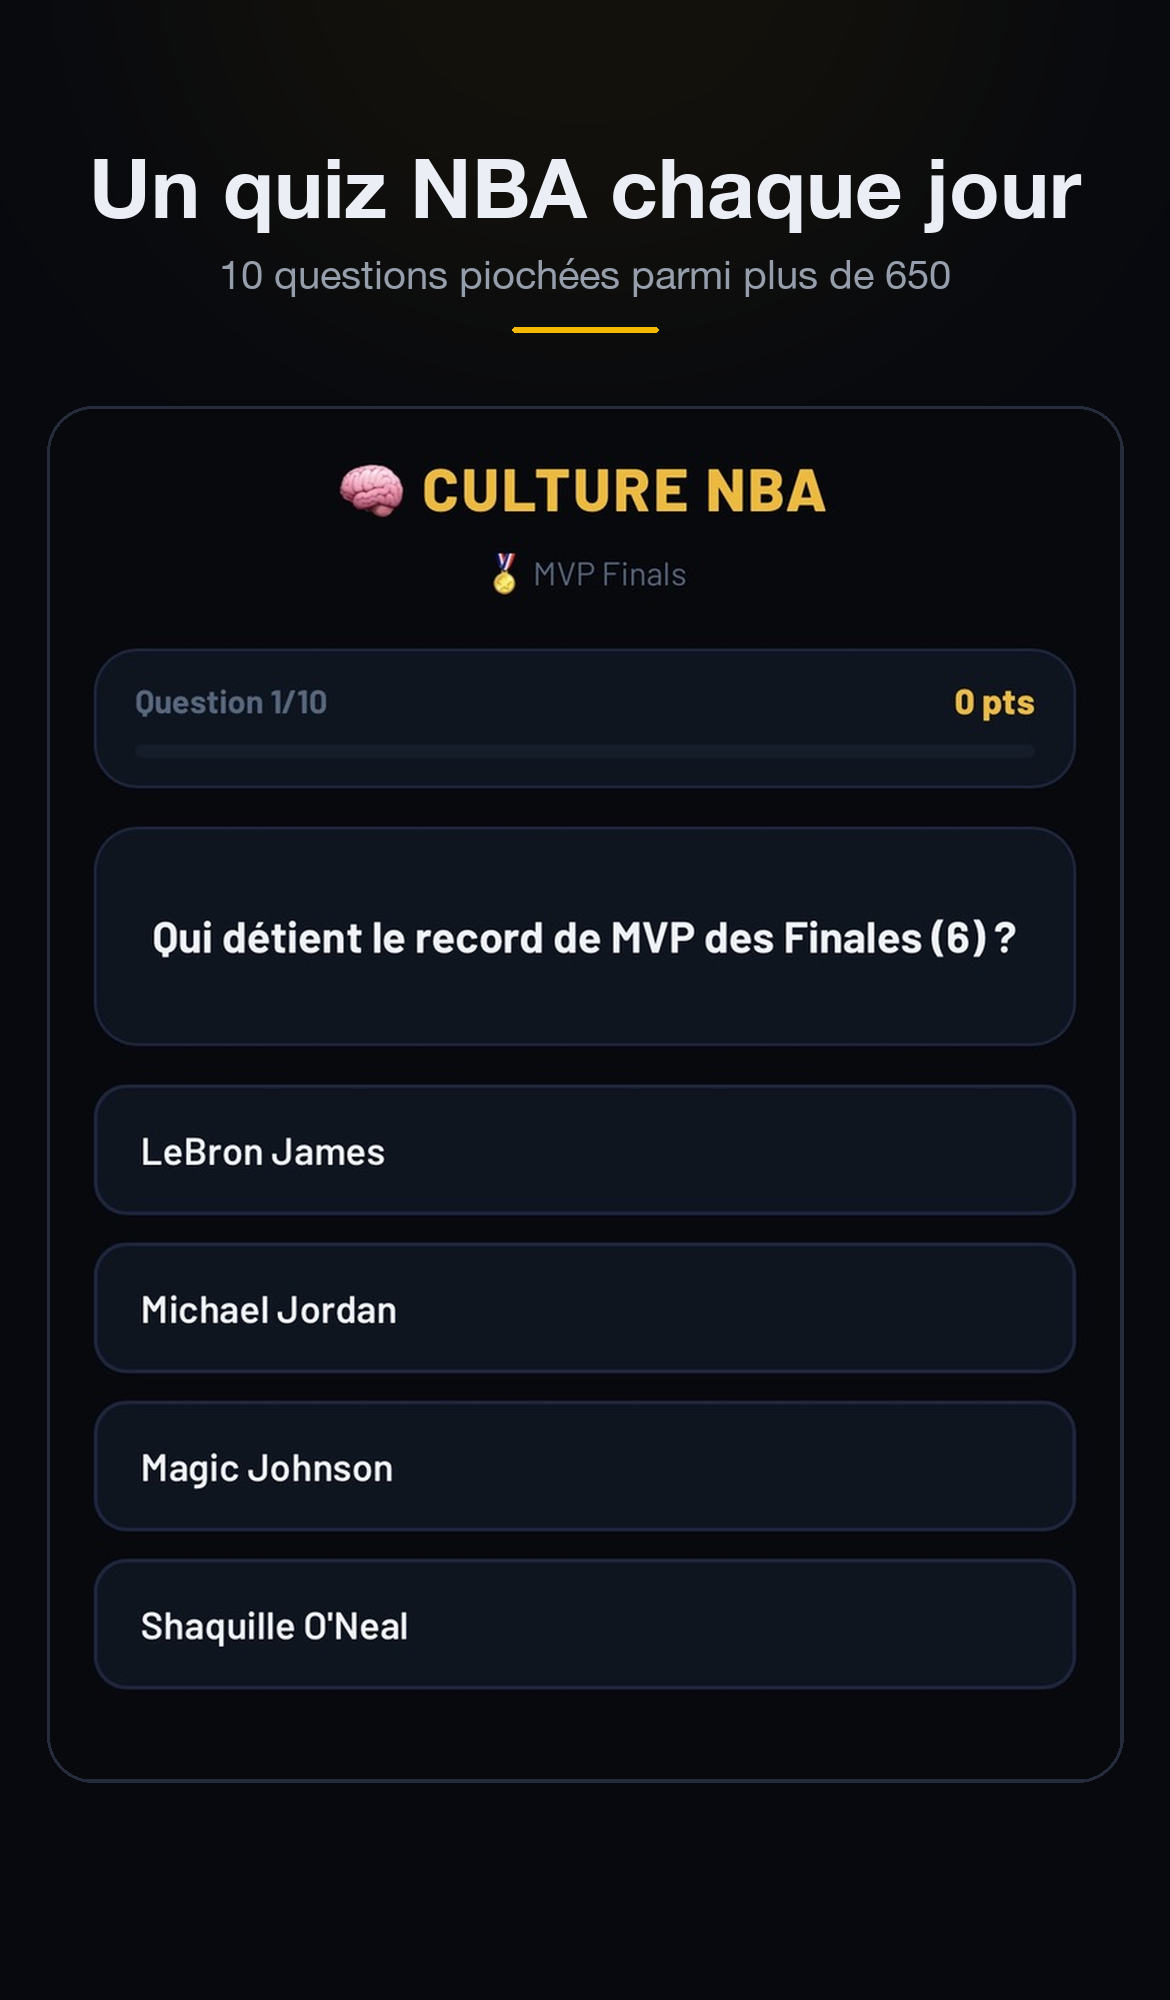 Un quiz NBA chaque jour
10 questions piochées parmi plus de 650
CULTURE NBA
MVP Finals
Question 1/10
0 pts
Qui détient le record de MVP des Finales (6) ?
LeBron James
Michael Jordan
Magic Johnson
Shaquille O'Neal